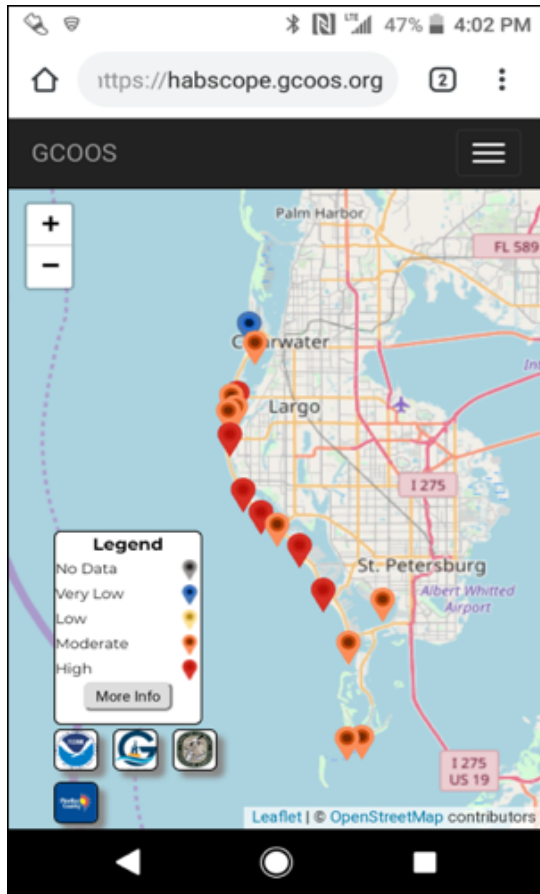 47% 4:02 PM
https://habscope.gcoos.org 2
GCOOS
+
−
Palm Harbor
FL 589
Clearwater
Largo
I 275
St. Petersburg
Albert Whitted
Airport
Legend
No Data
Very Low
Low
Moderate
High
More Info
I 275
US 19
Leaflet | © OpenStreetMap contributors